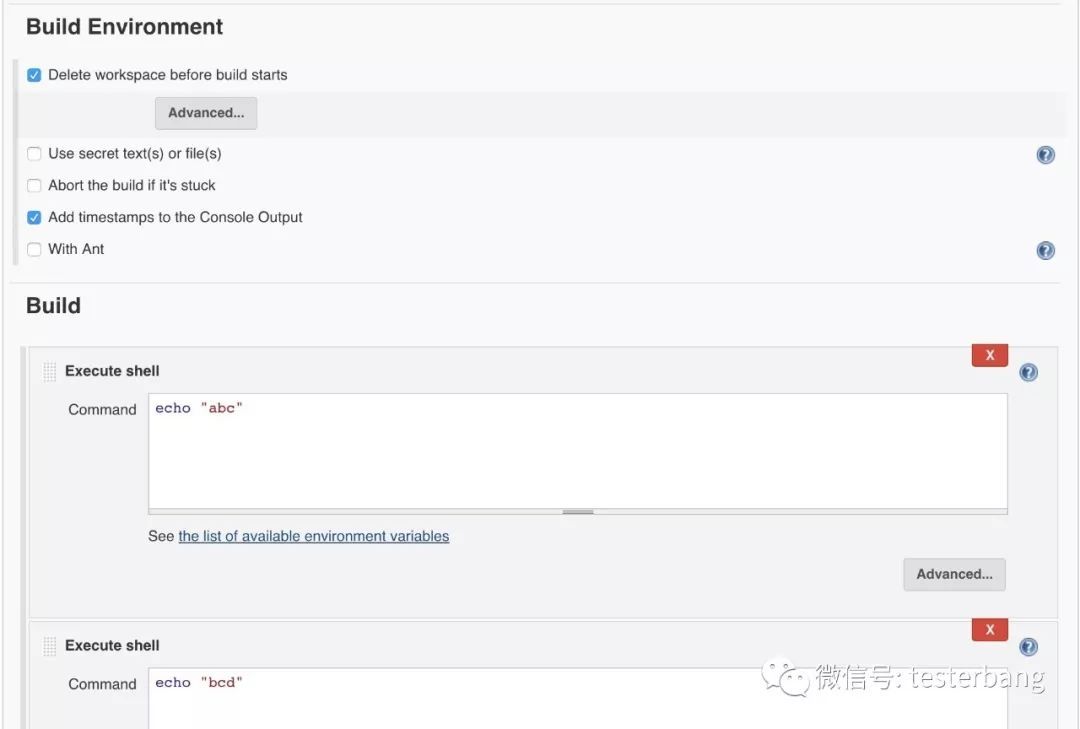 Build Environment
Delete workspace before build starts
Advanced...
Use secret text(s) or file(s)
Abort the build if it's stuck
Add timestamps to the Console Output
With Ant
Build
X
Execute shell
Command echo "abc"
See the list of available environment variables
Advanced...
X
Execute shell
Command echo "bcd"
微信号: testerbang